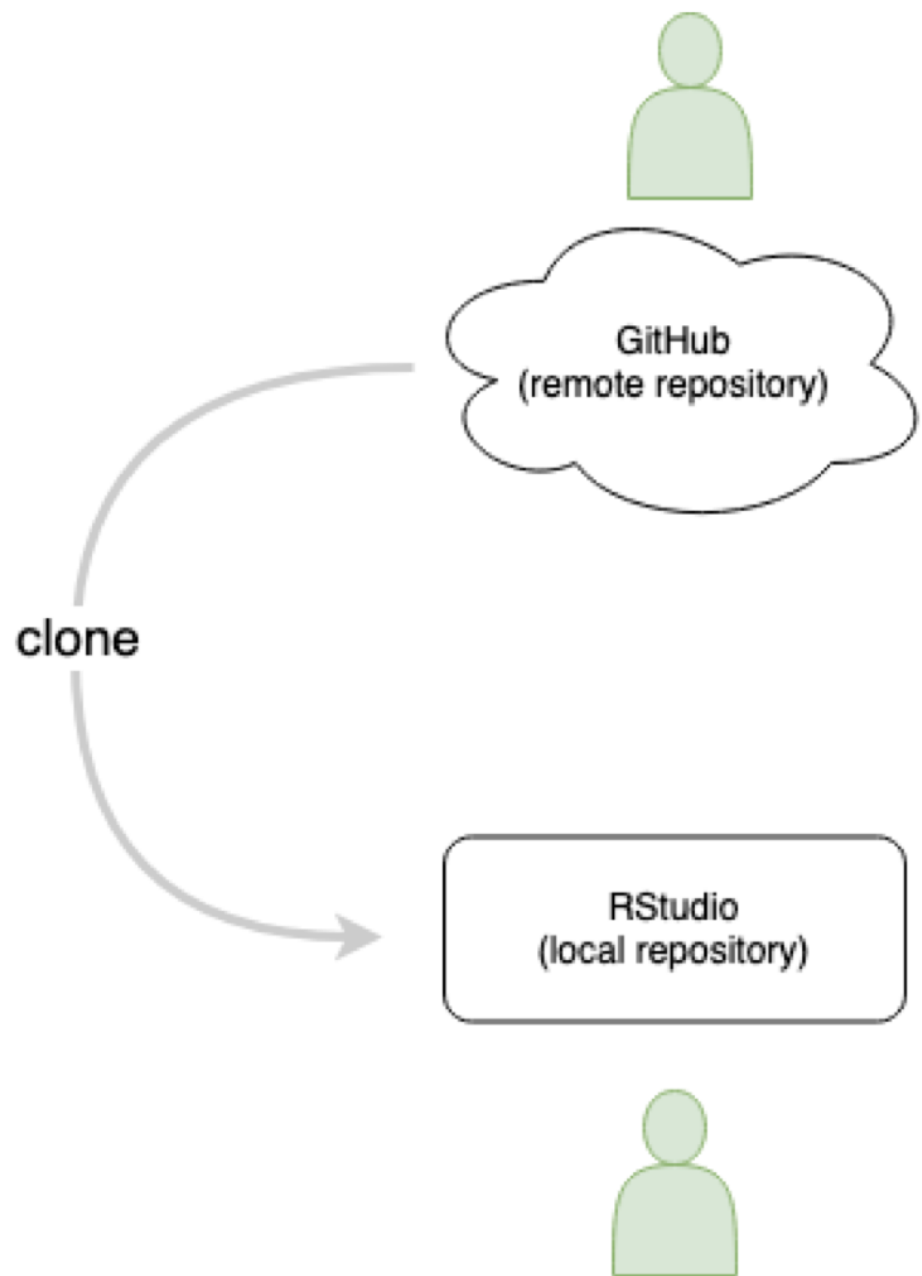 GitHub
(remote repository)
clone
RStudio
(local repository)